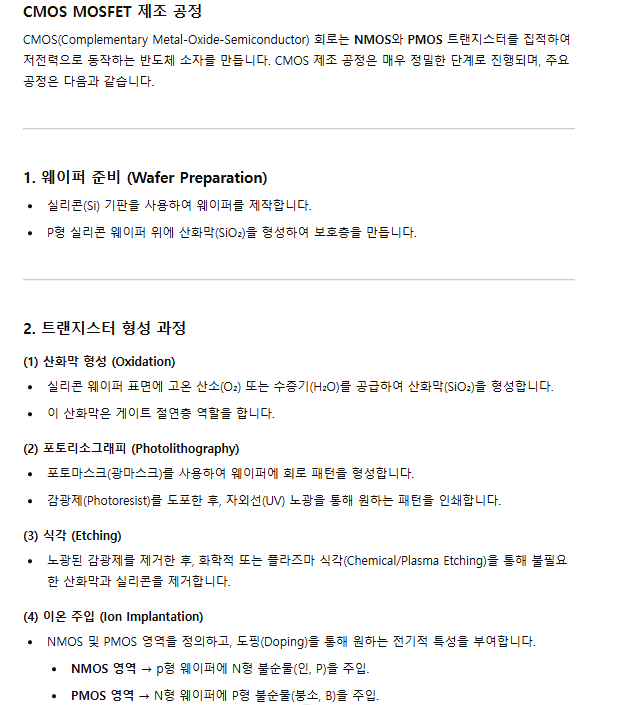 CMOS MOSFET 제조 공정
CMOS(Complementary Metal-Oxide-Semiconductor) 회로는 NMOS와 PMOS 트랜지스터를 집적하여
저전력으로 동작하는 반도체 소자를 만듭니다. CMOS 제조 공정은 매우 정밀한 단계로 진행되며, 주요
공정은 다음과 같습니다.
1. 웨이퍼 준비 (Wafer Preparation)
• 실리콘(Si) 기판을 사용하여 웨이퍼를 제작합니다.
• P형 실리콘 웨이퍼 위에 산화막(SiO₂)을 형성하여 보호층을 만듭니다.
2. 트랜지스터 형성 과정
(1) 산화막 형성 (Oxidation)
• 실리콘 웨이퍼 표면에 고온 산소(O₂) 또는 수증기(H₂O)를 공급하여 산화막(SiO₂)을 형성합니다.
• 이 산화막은 게이트 절연층 역할을 합니다.
(2) 포토리소그래피 (Photolithography)
• 포토마스크(광마스크)를 사용하여 웨이퍼에 회로 패턴을 형성합니다.
• 감광제(Photoresist)를 도포한 후, 자외선(UV) 노광을 통해 원하는 패턴을 인쇄합니다.
(3) 식각 (Etching)
• 노광된 감광제를 제거한 후, 화학적 또는 플라즈마 식각(Chemical/Plasma Etching)을 통해 불필요
한 산화막과 실리콘을 제거합니다.
(4) 이온 주입 (Ion Implantation)
• NMOS 및 PMOS 영역을 정의하고, 도핑(Doping)을 통해 원하는 전기적 특성을 부여합니다.
• NMOS 영역 → p형 웨이퍼에 N형 불순물(인, P)을 주입.
• PMOS 영역 → N형 웨이퍼에 P형 불순물(붕소, B)을 주입.